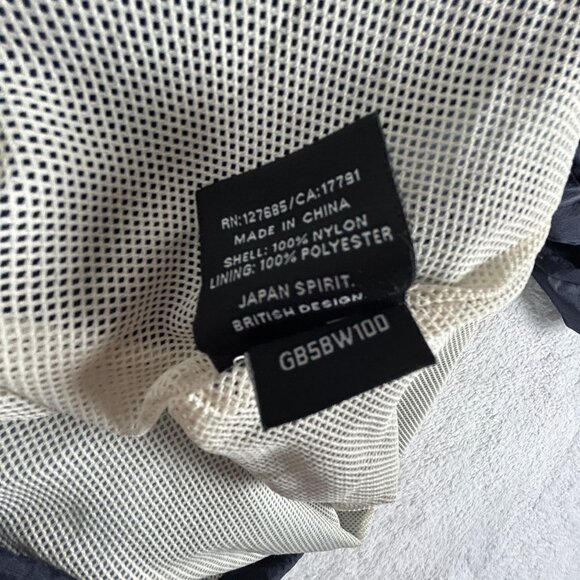 RN:127685/CA:17791
MADE IN CHINA
SHELL: 100% NYLON
LINING: 100% POLYESTER
JAPAN SPIRIT.
BRITISH DESIGN
GB5BW100